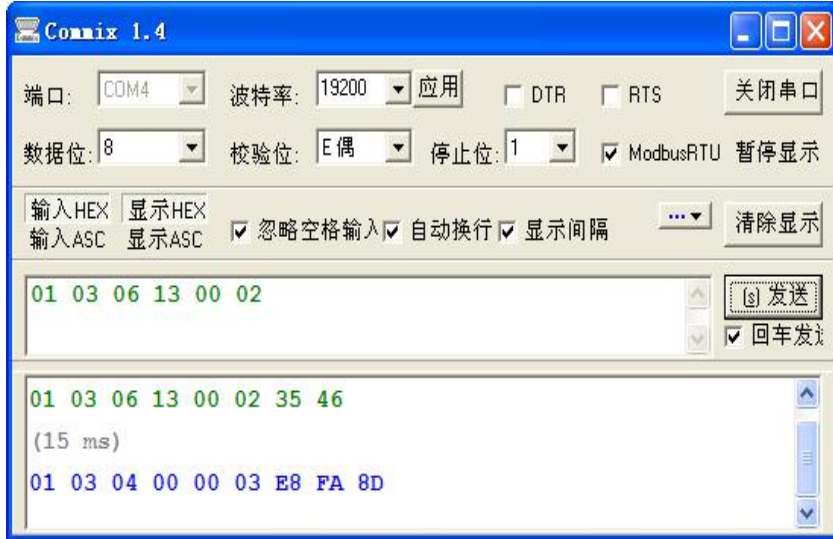 Commix 1.4
端口: COM4 波特率: 19200 应用 DTR RTS 关闭串口
数据位: 8 校验位: E偶 停止位: 1 ModbusRTU 暂停显示
输入HEX 显示HEX
输入ASC 显示ASC 忽略空格输入 自动换行 显示间隔 ... 清除显示
01 03 06 13 00 02 (s) 发送
回车发
01 03 06 13 00 02 35 46
(15 ms)
01 03 04 00 00 03 E8 FA 8D